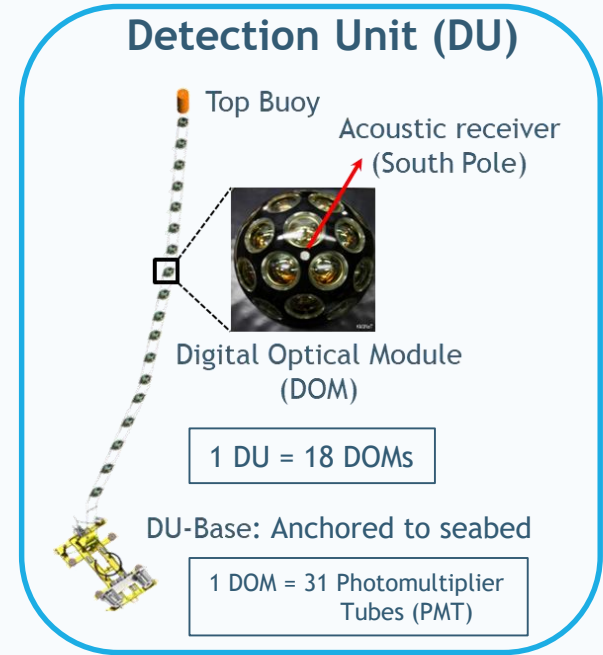 Detection Unit (DU)
Top Buoy
Acoustic receiver
(South Pole)
Digital Optical Module
(DOM)
1 DU = 18 DOMs
DU-Base: Anchored to seabed
1 DOM = 31 Photomultiplier
Tubes (PMT)